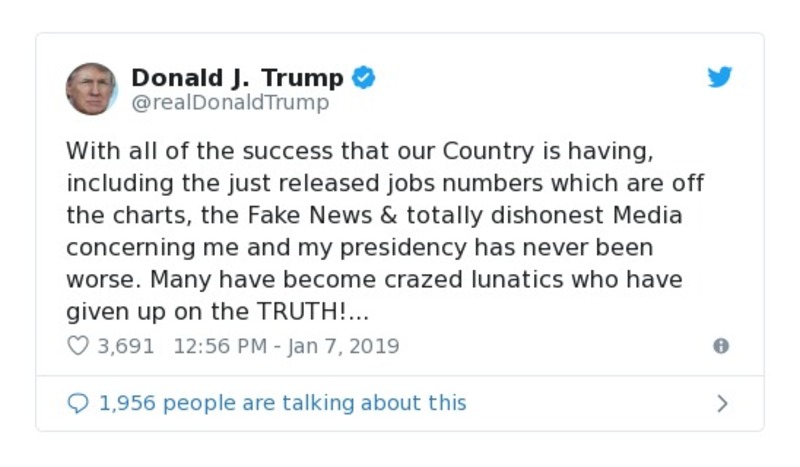 Donald J. Trump
@realDonaldTrump
With all of the success that our Country is having,
including the just released jobs numbers which are off
the charts, the Fake News & totally dishonest Media
concerning me and my presidency has never been
worse. Many have become crazed lunatics who have
given up on the TRUTH!...
3,691 12:56 PM - Jan 7, 2019
1,956 people are talking about this